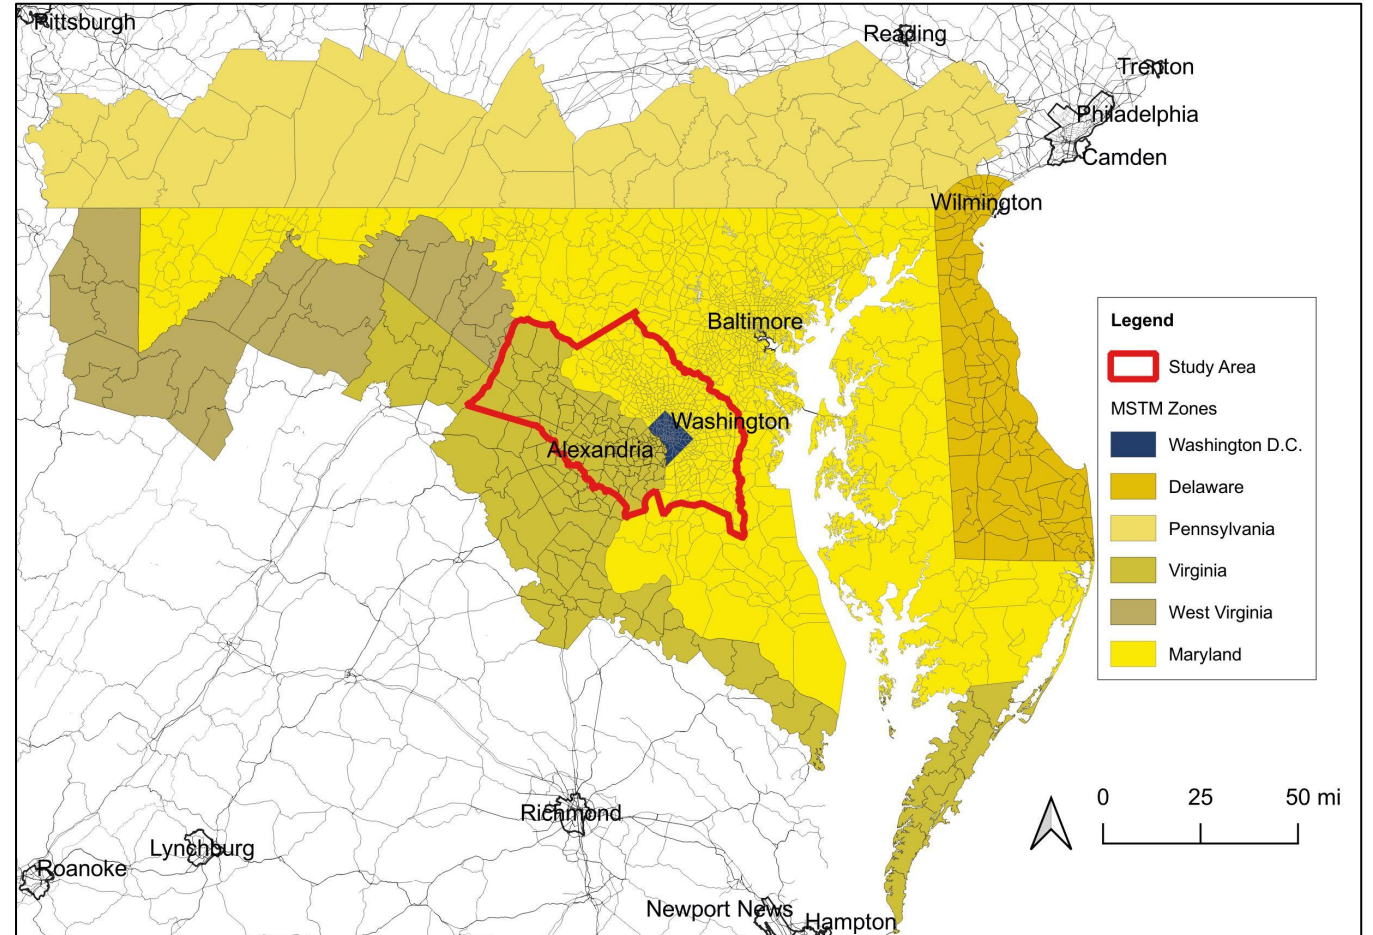 Pittsburgh
Reading
Trenton
Philadelphia
Camden
Wilmington
Baltimore
Washington
Alexandria
Legend
Study Area
MSTM Zones
Washington D.C.
Delaware
Pennsylvania
Virginia
West Virginia
Maryland
0 25 50 mi
Richmond
Lynchburg
Roanoke
Newport News
Hampton